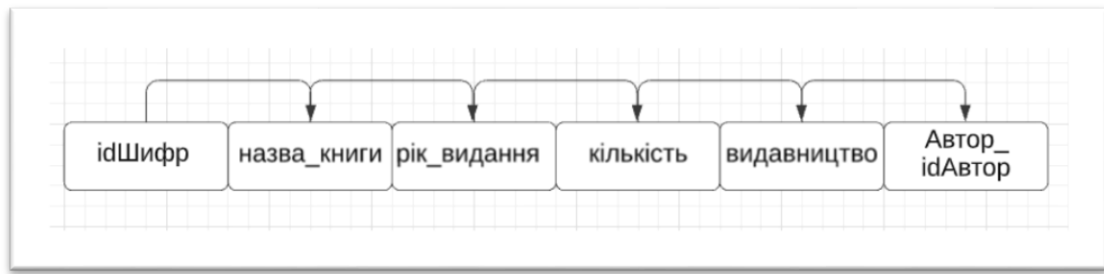 idШифр
назва_книги
рік_видання
кількість
видавництво
Автор_
idАвтор